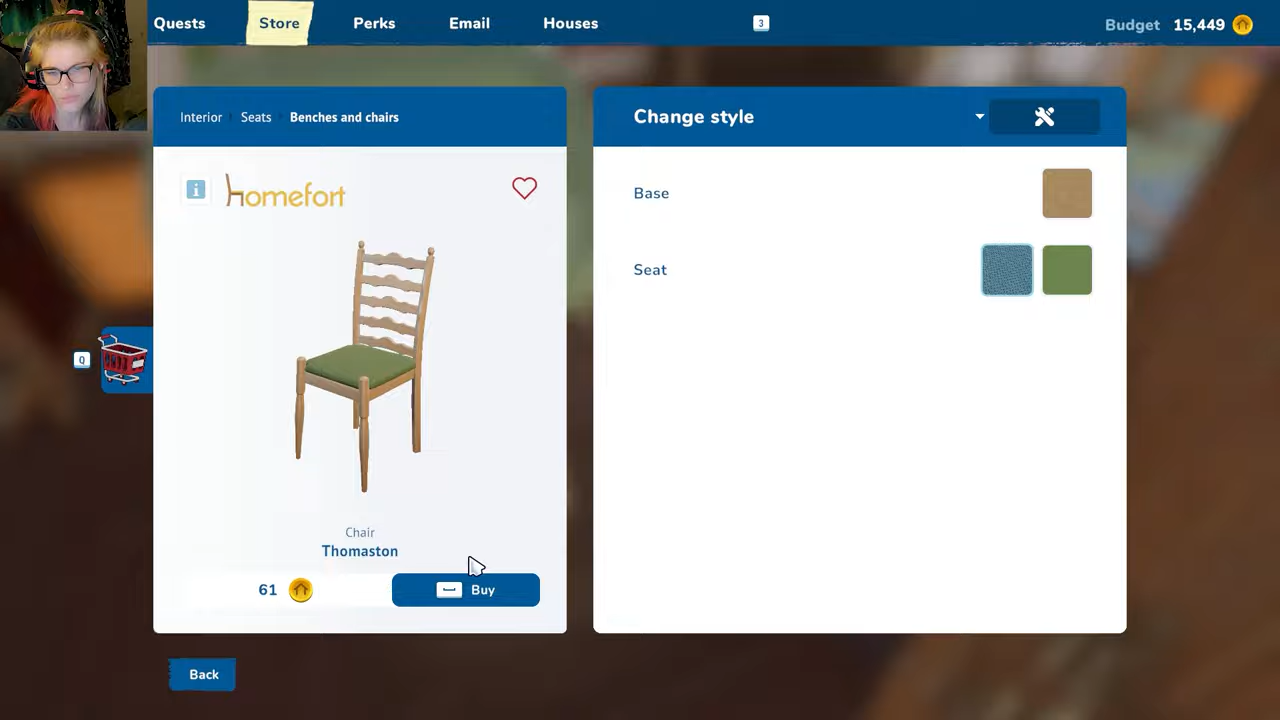 Quests Store Perks Email Houses 3 Budget 15,449
Interior Seats Benches and chairs
i homefort
Chair
Thomaston
61 Buy
Change style
Base
Seat
Q
Back